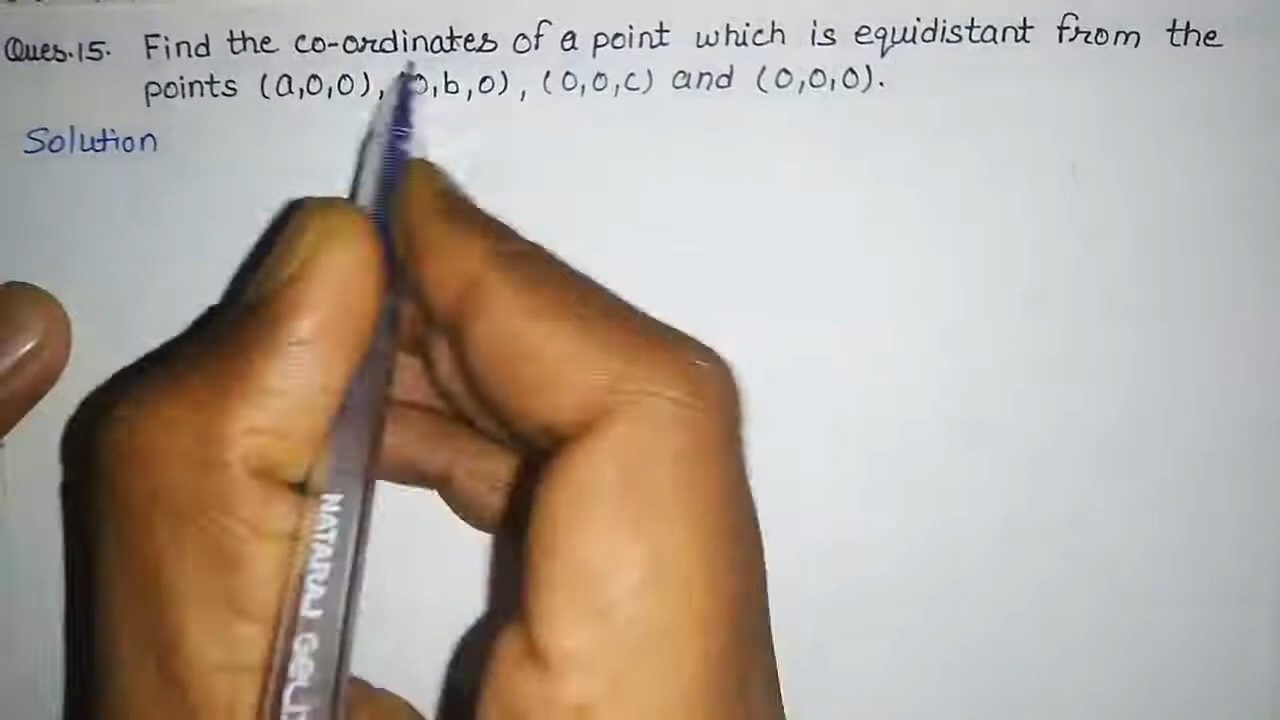 Ques.15. Find the co-ordinates of a point which is equidistant from the
points (a,0,0), 0,b,0), (0,0,c) and (0,0,0).
Solution
NATARAJ